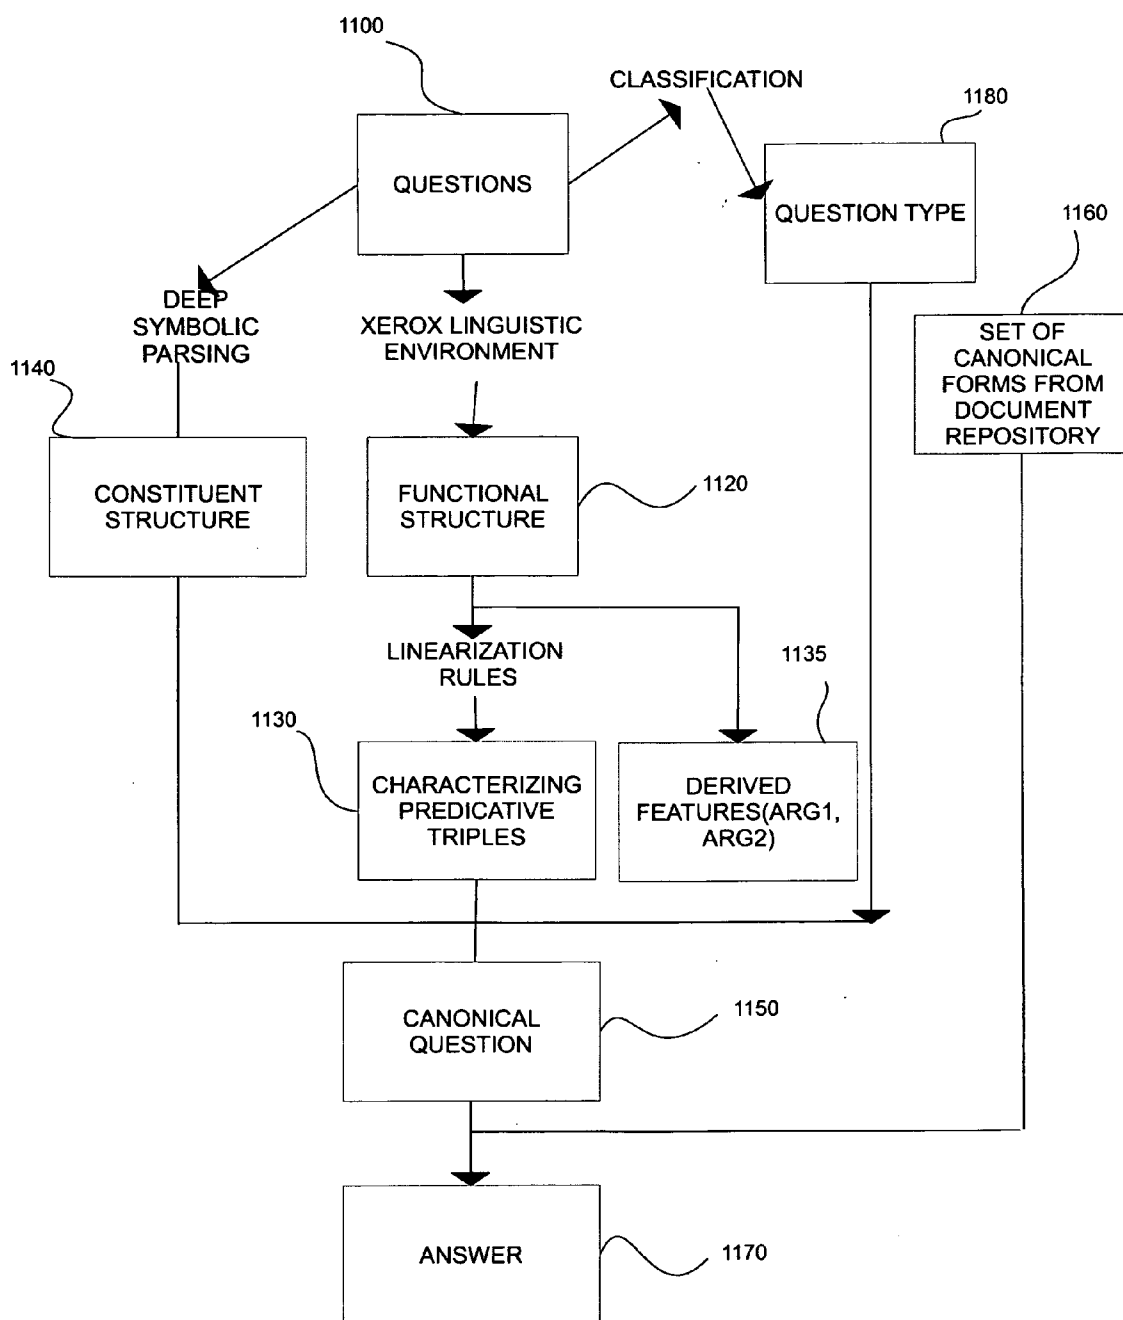 1100
CLASSIFICATION
1180
QUESTIONS
QUESTION TYPE
1160
DEEP
SYMBOLIC
PARSING
XEROX LINGUISTIC
ENVIRONMENT
SET OF
CANONICAL
FORMS FROM
DOCUMENT
REPOSITORY
1140
CONSTITUENT
STRUCTURE
FUNCTIONAL
STRUCTURE
1120
LINEARIZATION
RULES
1135
1130
CHARACTERIZING
PREDICATIVE
TRIPLES
DERIVED
FEATURES(ARG1,
ARG2)
CANONICAL
QUESTION
1150
ANSWER
1170